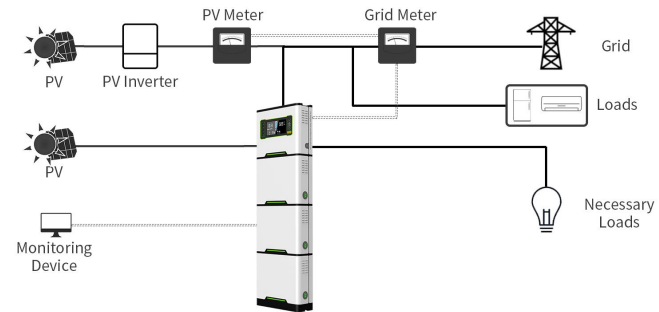 PV Meter
Grid Meter
Grid
PV
PV Inverter
Loads
PV
Necessary
Loads
Monitoring
Device